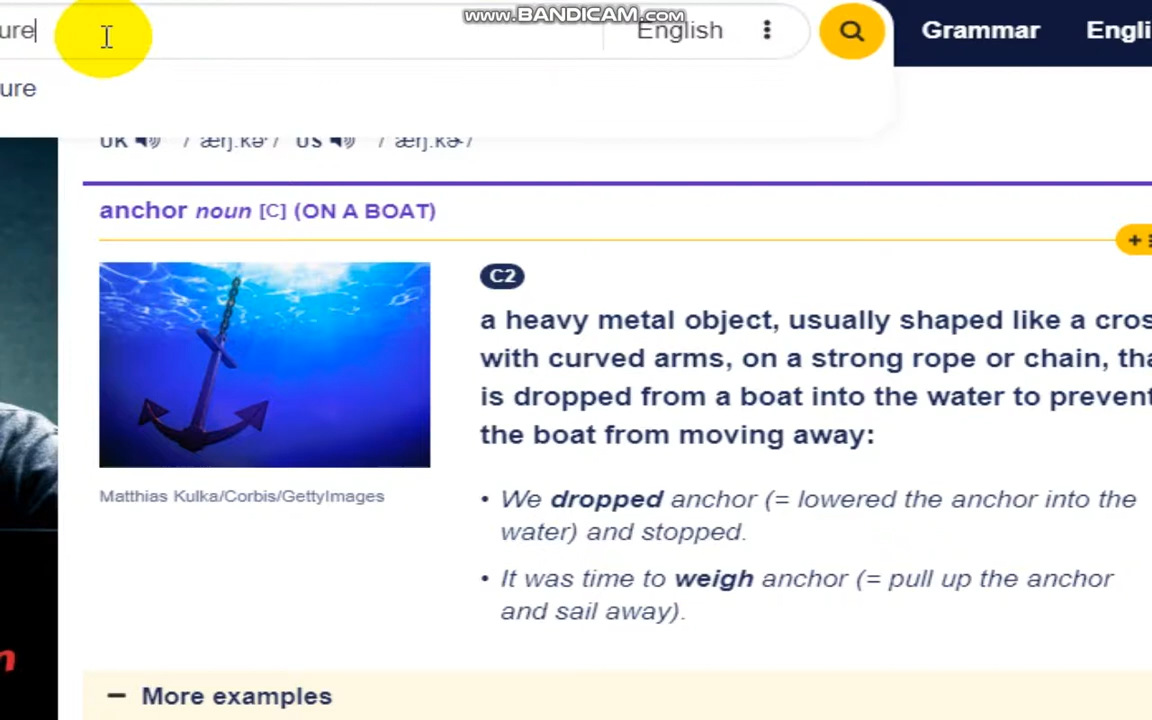 www.BANDICAM.com
ure English Grammar Engli
ure
UK /ˈæŋ.kər/ US /ˈæŋ.kɚ/
anchor noun [C] (ON A BOAT)
C2
a heavy metal object, usually shaped like a cros
with curved arms, on a strong rope or chain, tha
is dropped from a boat into the water to prevent
the boat from moving away:
Matthias Kulka/Corbis/GettyImages
• We dropped anchor (= lowered the anchor into the
water) and stopped.
• It was time to weigh anchor (= pull up the anchor
and sail away).
n
− More examples